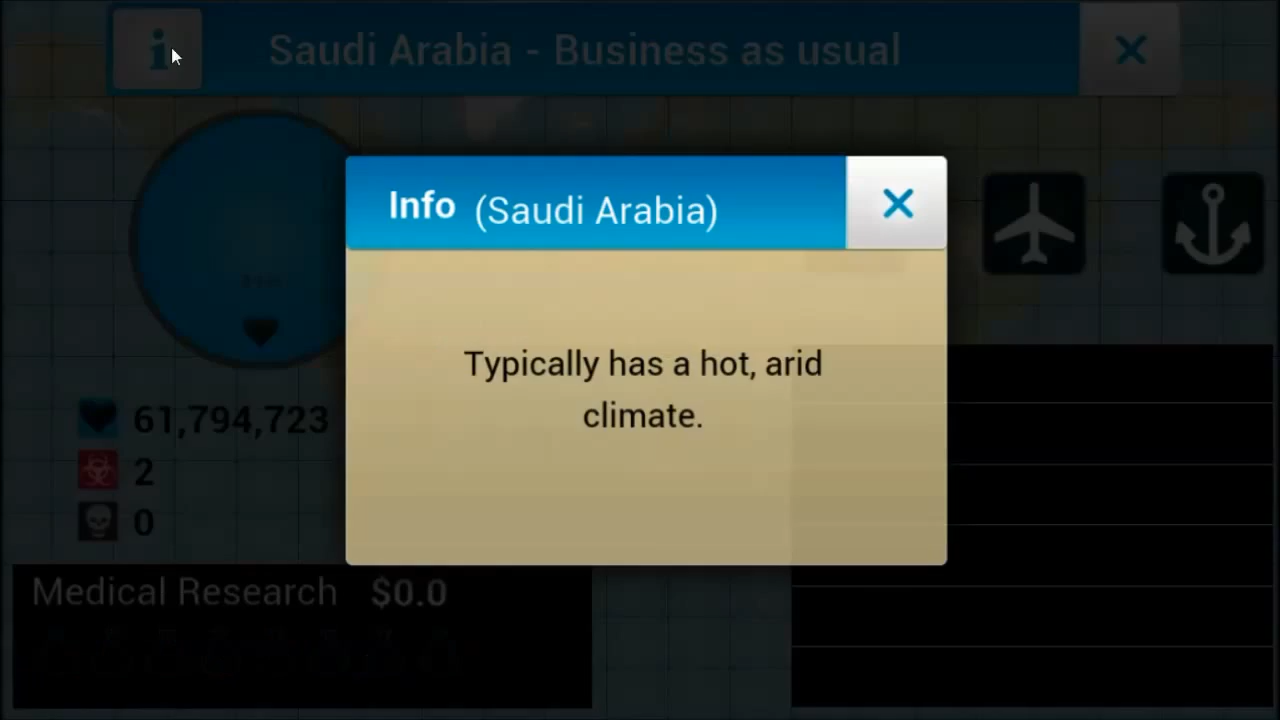 i
Saudi Arabia - Business as usual
Info (Saudi Arabia)
Typically has a hot, arid
climate.
61,794,723
2
0
Medical Research $0.0